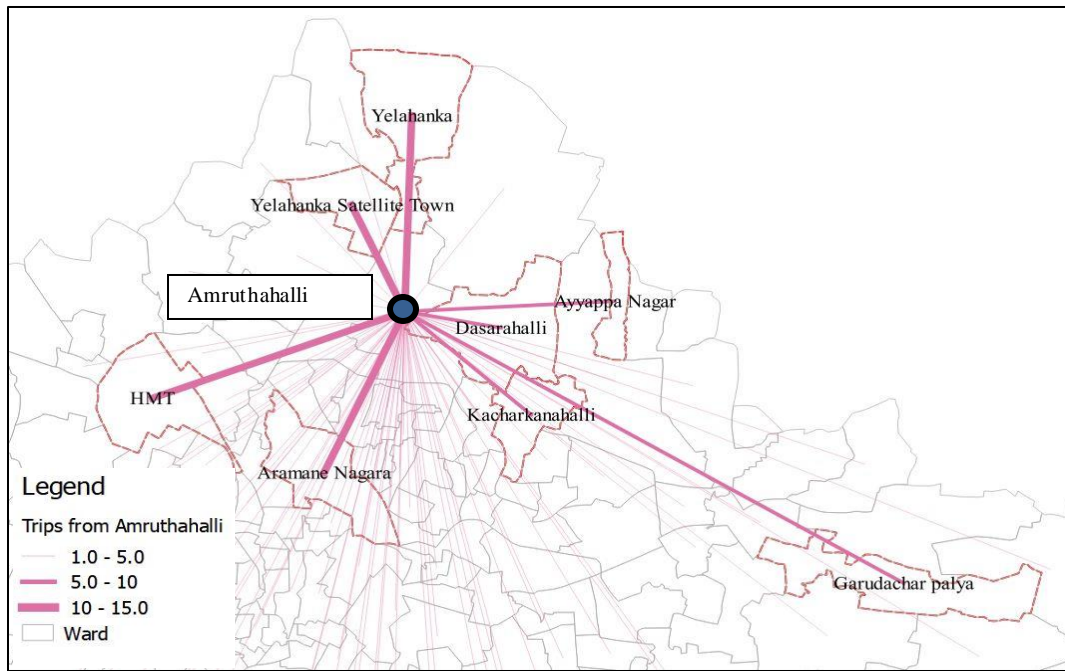 Yelahanka
Yelahanka Satellite Town
Amruthahalli
Ayyappa Nagar
Dasarahalli
HMT
Kacharkanahalli
Aramane Nagara
Garudachar palya
Legend
Trips from Amruthahalli
1.0 - 5.0
5.0 - 10
10 - 15.0
Ward